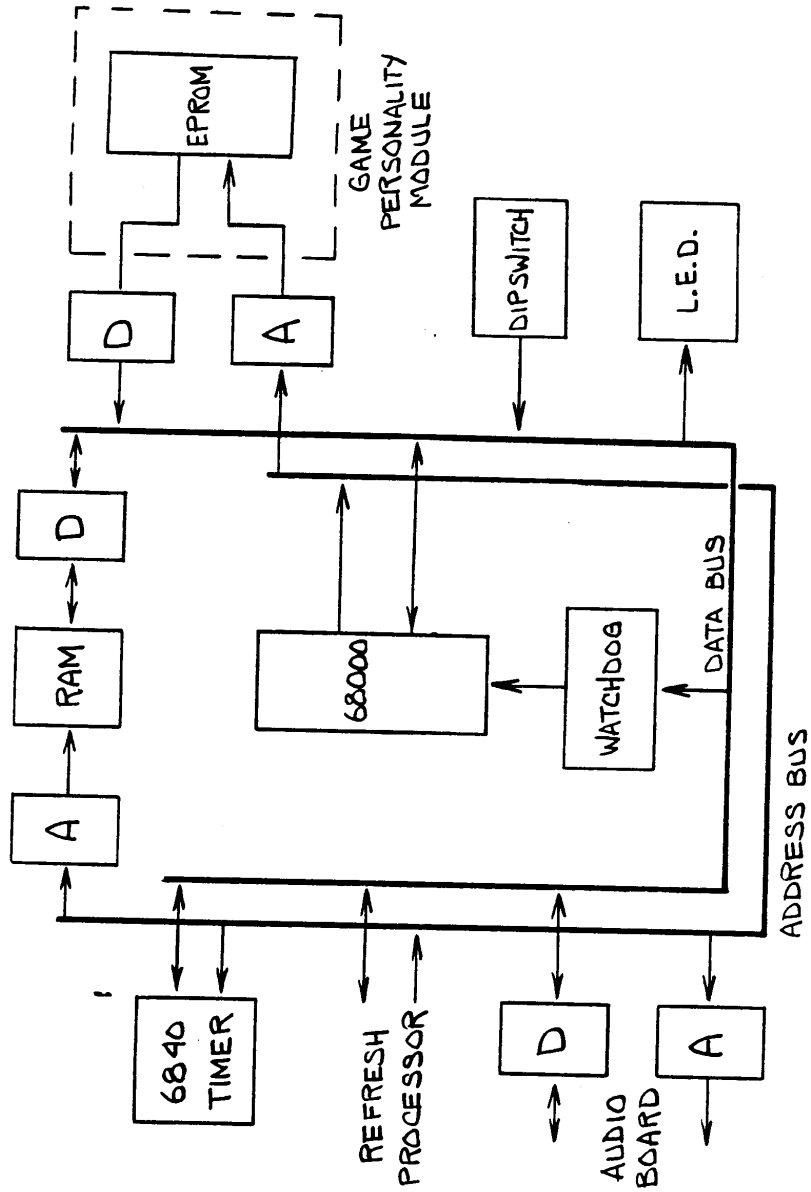 6840
TIMER
REFRESH
PROCESSOR
D
AUDIO
BOARD
A
A
RAM
D
68000
WATCHDOG
DATA BUS
ADDRESS BUS
D
A
EPROM
GAME
PERSONALITY
MODULE
DIPSWITCH
L.E.D.